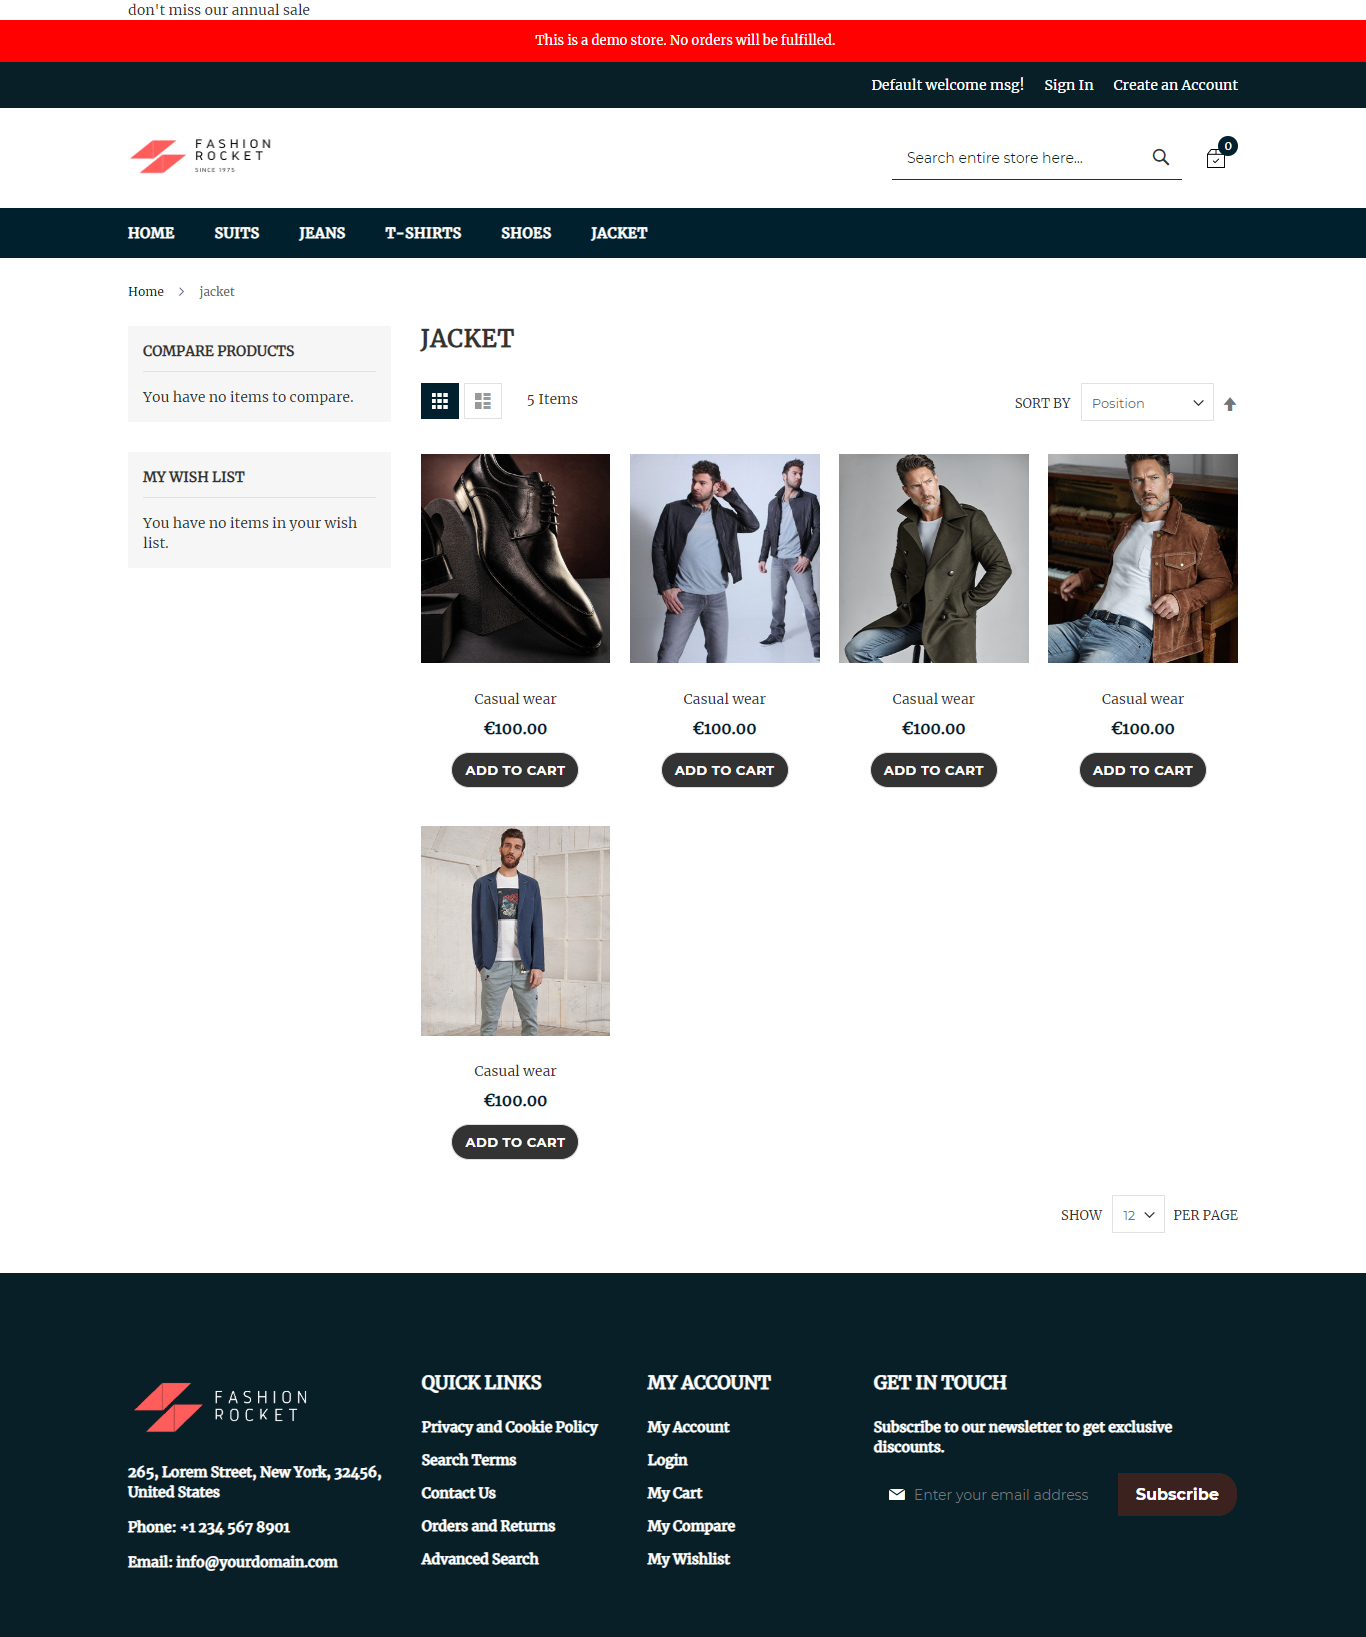 don't miss our annual sale
This is a demo store. No orders will be fulfilled.
Default welcome msg! Sign In Create an Account
FASHION
ROCKET
SINCE 1975
Search entire store here...
0
HOME SUITS JEANS T-SHIRTS SHOES JACKET
Home > jacket
COMPARE PRODUCTS
You have no items to compare.
MY WISH LIST
You have no items in your wish
list.
JACKET
5 Items
SORT BY Position
Casual wear Casual wear Casual wear Casual wear
€100.00 €100.00 €100.00 €100.00
ADD TO CART ADD TO CART ADD TO CART ADD TO CART
Casual wear
€100.00
ADD TO CART
SHOW 12 PER PAGE
FASHION
ROCKET
265, Lorem Street, New York, 32456,
United States
Phone: +1 234 567 8901
Email: info@yourdomain.com
QUICK LINKS
Privacy and Cookie Policy
Search Terms
Contact Us
Orders and Returns
Advanced Search
MY ACCOUNT
My Account
Login
My Cart
My Compare
My Wishlist
GET IN TOUCH
Subscribe to our newsletter to get exclusive
discounts.
Enter your email address
Subscribe